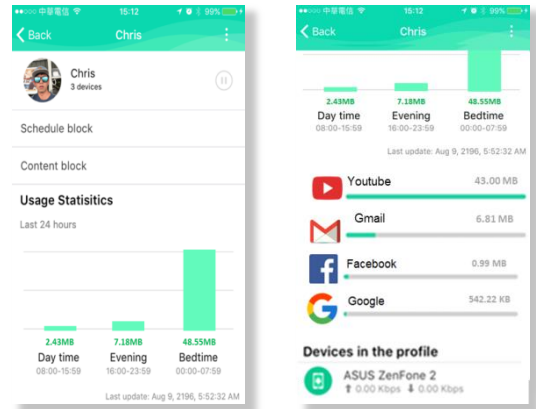 中華電信 15:12 99%
Back Chris
Chris
3 devices
Schedule block
Content block
Usage Statisitics
Last 24 hours
2.43MB 7.18MB 48.55MB
Day time Evening Bedtime
08:00-15:59 16:00-23:59 00:00-07:59
Last update: Aug 9, 2196, 5:52:32 AM
中華電信 15:12 99%
Back Chris
2.43MB 7.18MB 48.55MB
Day time Evening Bedtime
08:00-15:59 16:00-23:59 00:00-07:59
Last update: Aug 9, 2196, 5:52:32 AM
Youtube 43.00 MB
Gmail 6.81 MB
Facebook 0.99 MB
Google 542.22 KB
Devices in the profile
ASUS ZenFone 2
⬆ 0.00 Kbps ⬇ 0.00 Kbps